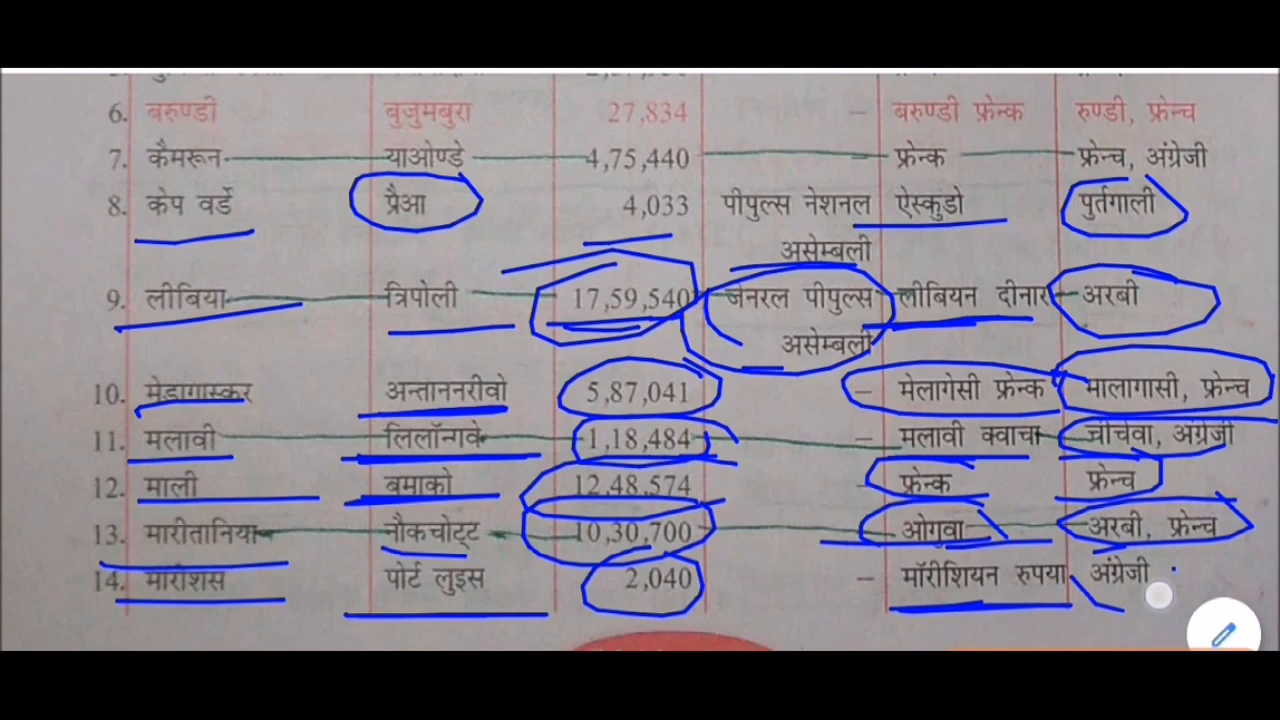 6. बरुण्डी बुजुमबुरा 27,834 – बरुण्डी फ्रेन्क रुण्डी, फ्रेन्च
7. कैमरून याओण्डे 4,75,440 – फ्रेन्क फ्रेन्च, अंग्रेजी
8. केप वर्डे प्रैआ 4,033 पीपुल्स नेशनल ऐस्कुडो पुर्तगाली
असेम्बली
9. लीबिया त्रिपोली 17,59,540 जनरल पीपुल्स लीबियन दीनार अरबी
असेम्बली
10. मेडागास्कर अन्तानरीवो 5,87,041 – मेलागेसी फ्रेन्क मालागासी, फ्रेन्च
11. मलावी लिलॉन्गवे 1,18,484 – मलावी क्वाचा चीचेवा, अंग्रेजी
12. माली बमाको 12,48,574 – फ्रेन्क फ्रेन्च
13. मारीतानिया नौकचोट्ट 10,30,700 – ओगुवा अरबी, फ्रेन्च
14. मारीशस पोर्ट लुइस 2,040 – मॉरीशियन रुपया अंग्रेजी